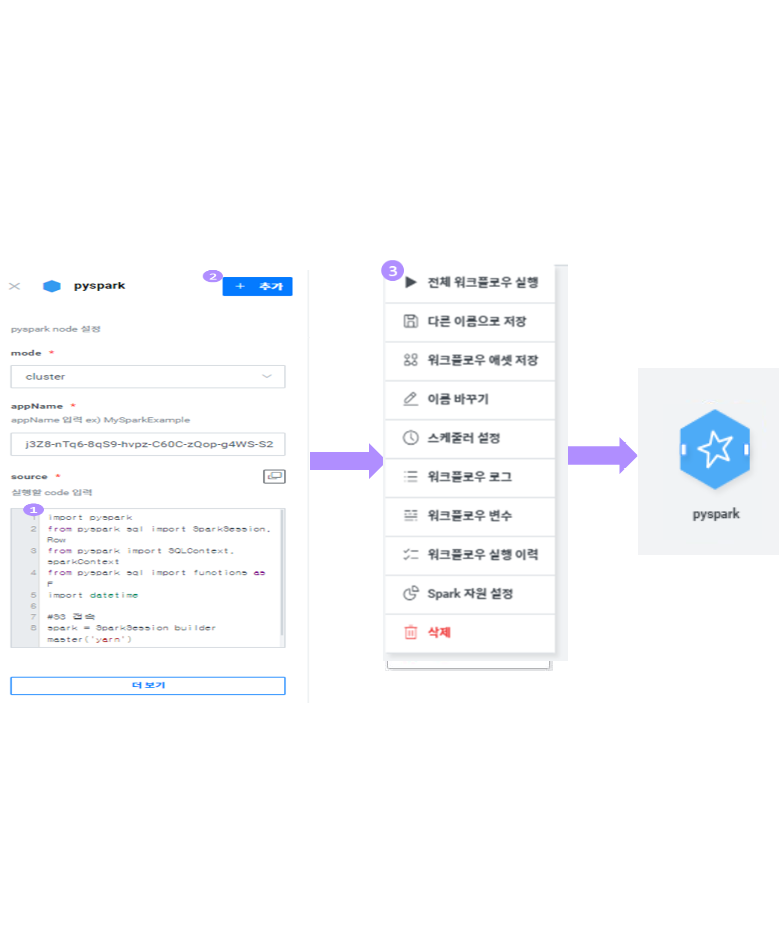 pyspark
2
+ 추가
pyspark node 설정
mode *
cluster
appName *
appName 입력 ex) MySparkExample
j3Z8-nTq6-8qS9-hvpz-C60C-zQop-g4WS-S2
source *
실행할 code 입력
1
1 import pyspark
2 from pyspark sql import SparkSession,
Row
3 from pyspark import SQLContext,
sparkContext
4 from pyspark sql import functions as
F
5 import datetime
6
7 #S3 접속
8 spark = SparkSession builder
master('yarn')
더 보기
3
전체 워크플로우 실행
다른 이름으로 저장
워크플로우 애셋 저장
이름 바꾸기
스케줄러 설정
워크플로우 로그
워크플로우 변수
워크플로우 실행 이력
Spark 자원 설정
삭제
pyspark